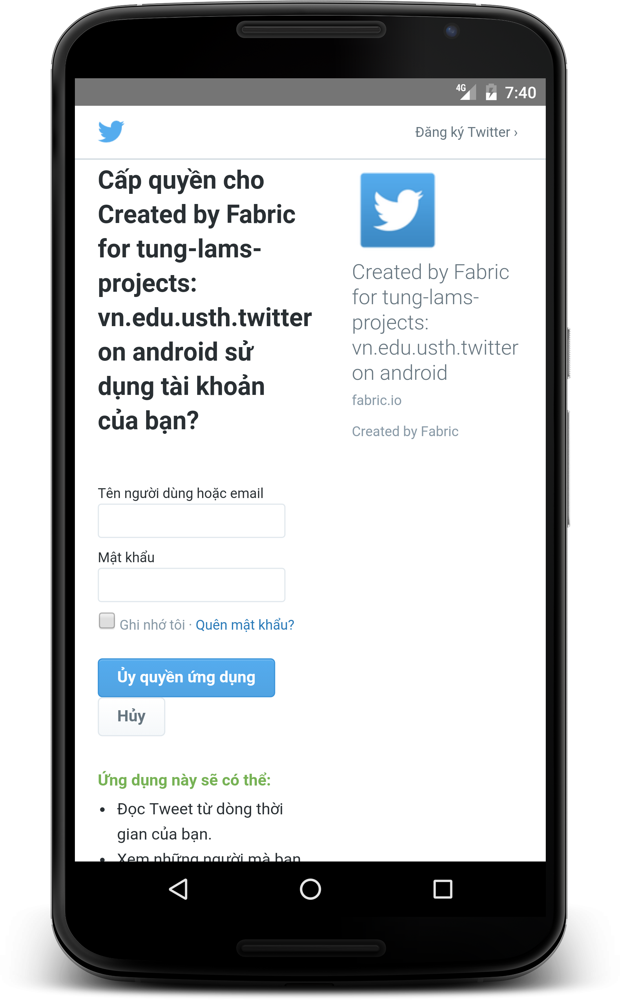 4G 7:40
Đăng ký Twitter ›
Cấp quyền cho
Created by Fabric
for tung-lams-
projects:
vn.edu.usth.twitter
on android sử
dụng tài khoản
của bạn?
Created by Fabric
for tung-lams-
projects:
vn.edu.usth.twitter
on android
fabric.io
Created by Fabric
Tên người dùng hoặc email
Mật khẩu
Ghi nhớ tôi · Quên mật khẩu?
Ủy quyền ứng dụng
Hủy
Ứng dụng này sẽ có thể:
• Đọc Tweet từ dòng thời
gian của bạn.
• Xem những người mà bạn